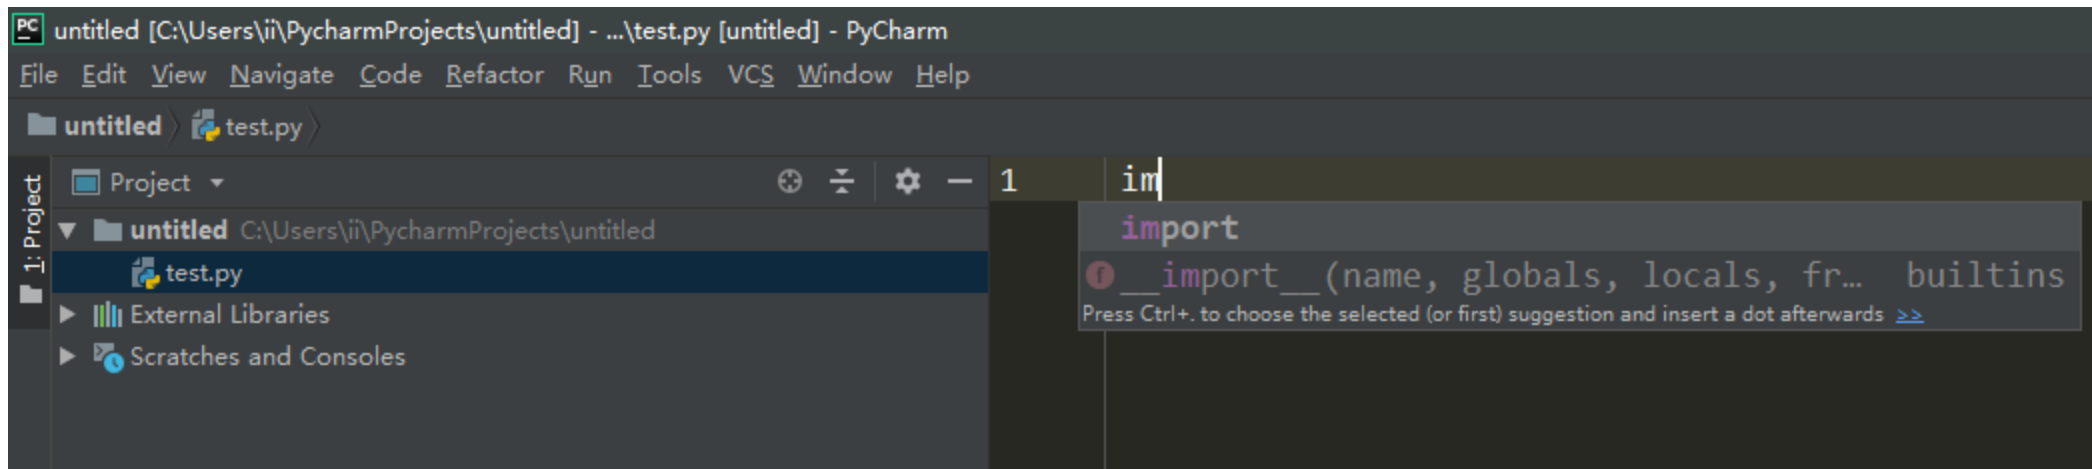 PC untitled [C:\Users\ii\PycharmProjects\untitled] - ...\test.py [untitled] - PyCharm
File Edit View Navigate Code Refactor Run Tools VCS Window Help
untitled test.py
1: Project
Project
untitled C:\Users\ii\PycharmProjects\untitled
test.py
External Libraries
Scratches and Consoles
1 im
import
f __import__(name, globals, locals, fr… builtins
Press Ctrl+. to choose the selected (or first) suggestion and insert a dot afterwards >>